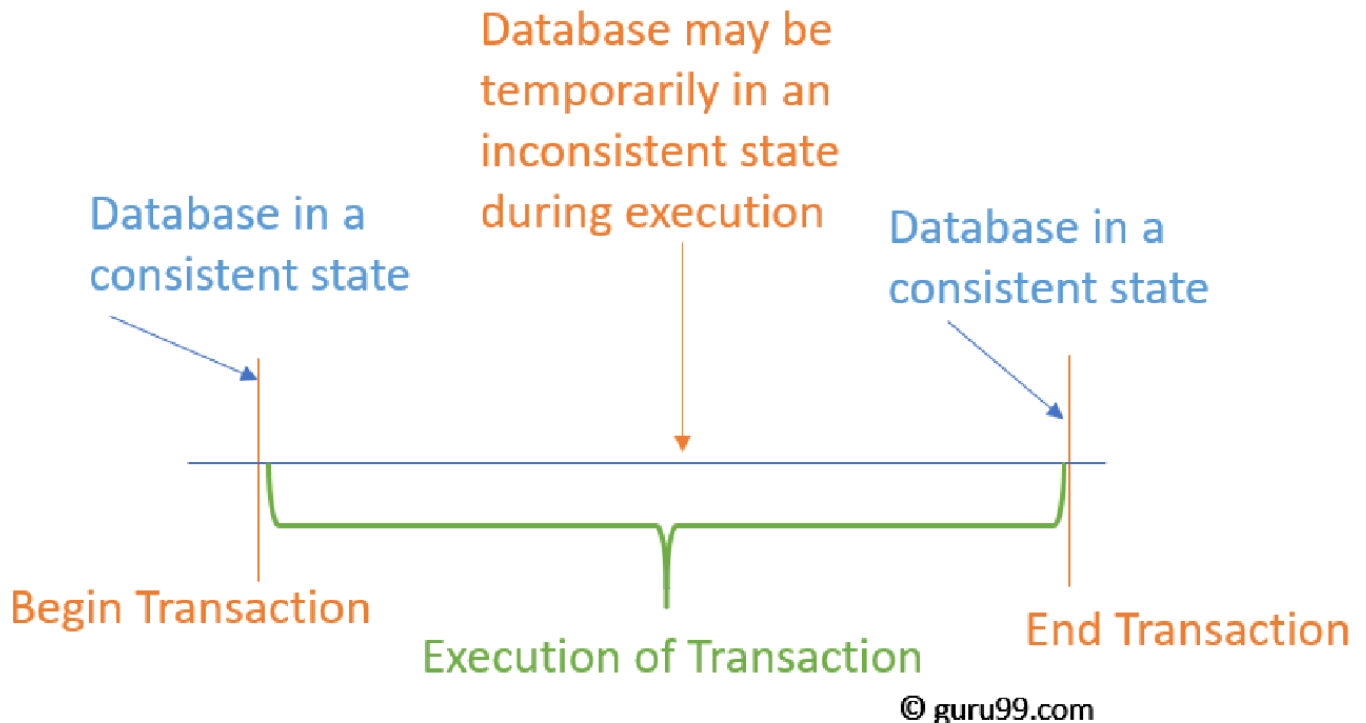 Database may be
temporarily in an
inconsistent state
during execution
Database in a
consistent state
Database in a
consistent state
Begin Transaction
Execution of Transaction
End Transaction
© guru99.com